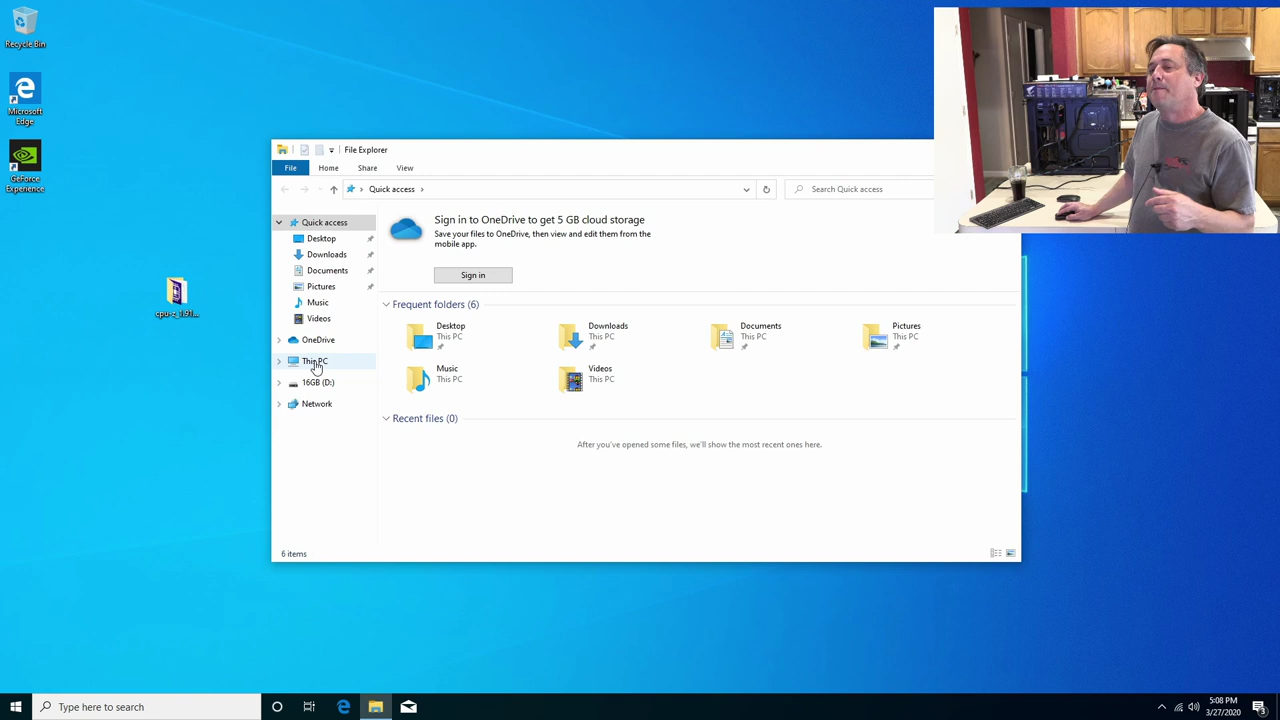 Recycle Bin
Microsoft
Edge
GeForce
Experience
cpu-z_1.91...
File Explorer
File
Home
Share
View
Quick access
Search Quick access
Quick access
Desktop
Downloads
Documents
Pictures
Music
Videos
OneDrive
This PC
16GB (D:)
Network
Sign in to OneDrive to get 5 GB cloud storage
Save your files to OneDrive, then view and edit them from the
mobile app.
Sign in
Frequent folders (6)
Desktop
This PC
Downloads
This PC
Documents
This PC
Pictures
This PC
Music
This PC
Videos
This PC
Recent files (0)
After you've opened some files, we'll show the most recent ones here.
6 items
Type here to search
5:08 PM
3/27/2020
3